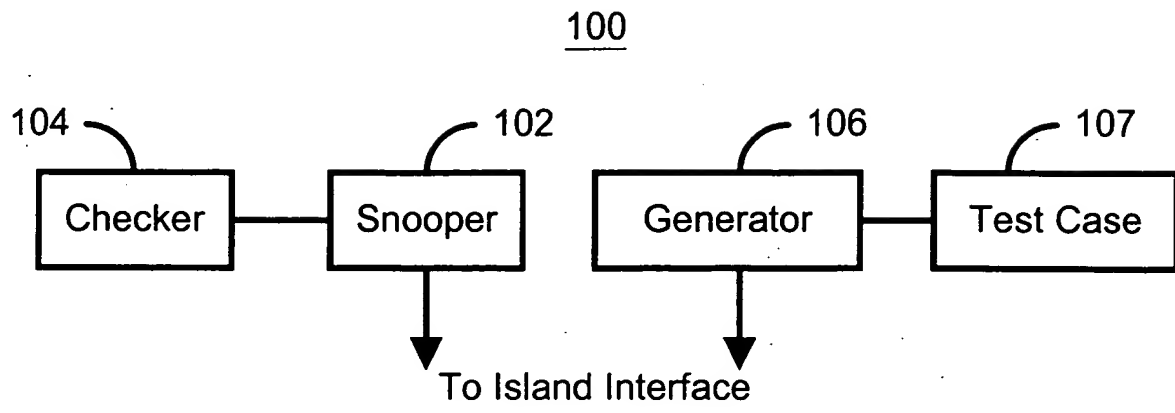 100
104 102 106 107
Checker Snooper Generator Test Case
To Island Interface